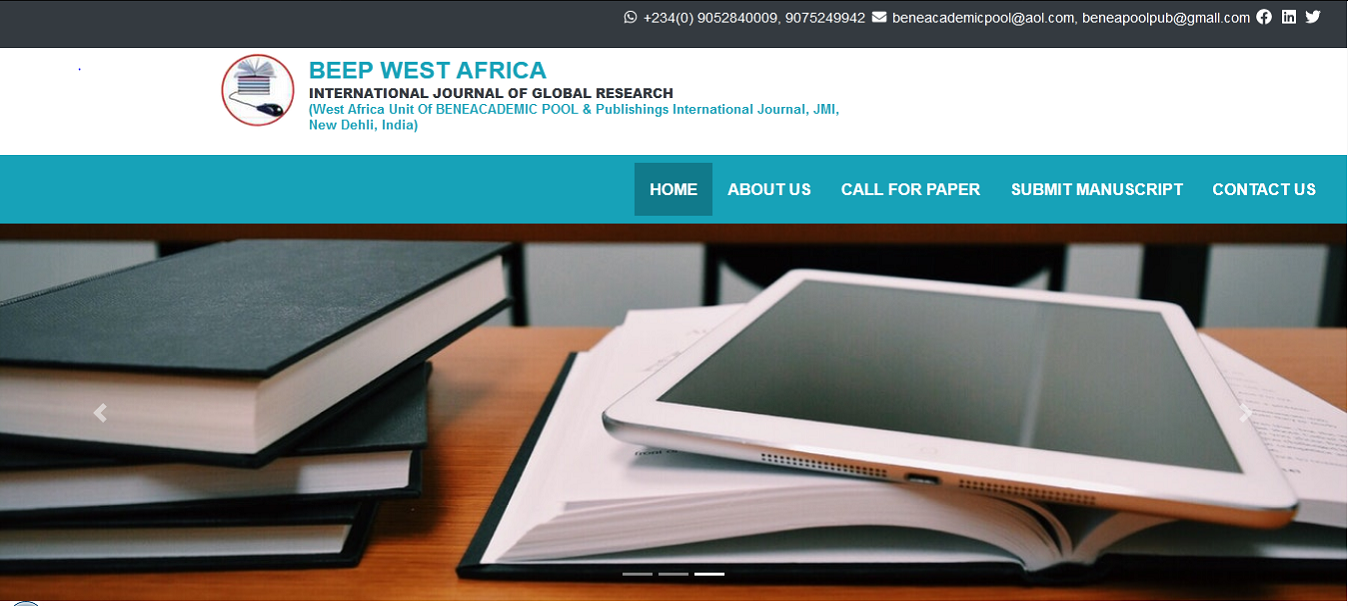 +234(0) 9052840009, 9075249942 beneacademicpool@aol.com, beneapoolpub@gmall.com
BEEP WEST AFRICA
INTERNATIONAL JOURNAL OF GLOBAL RESEARCH
(West Africa Unit Of BENEACADEMIC POOL & Publishings International Journal, JMI,
New Dehli, India)
HOME ABOUT US CALL FOR PAPER SUBMIT MANUSCRIPT CONTACT US